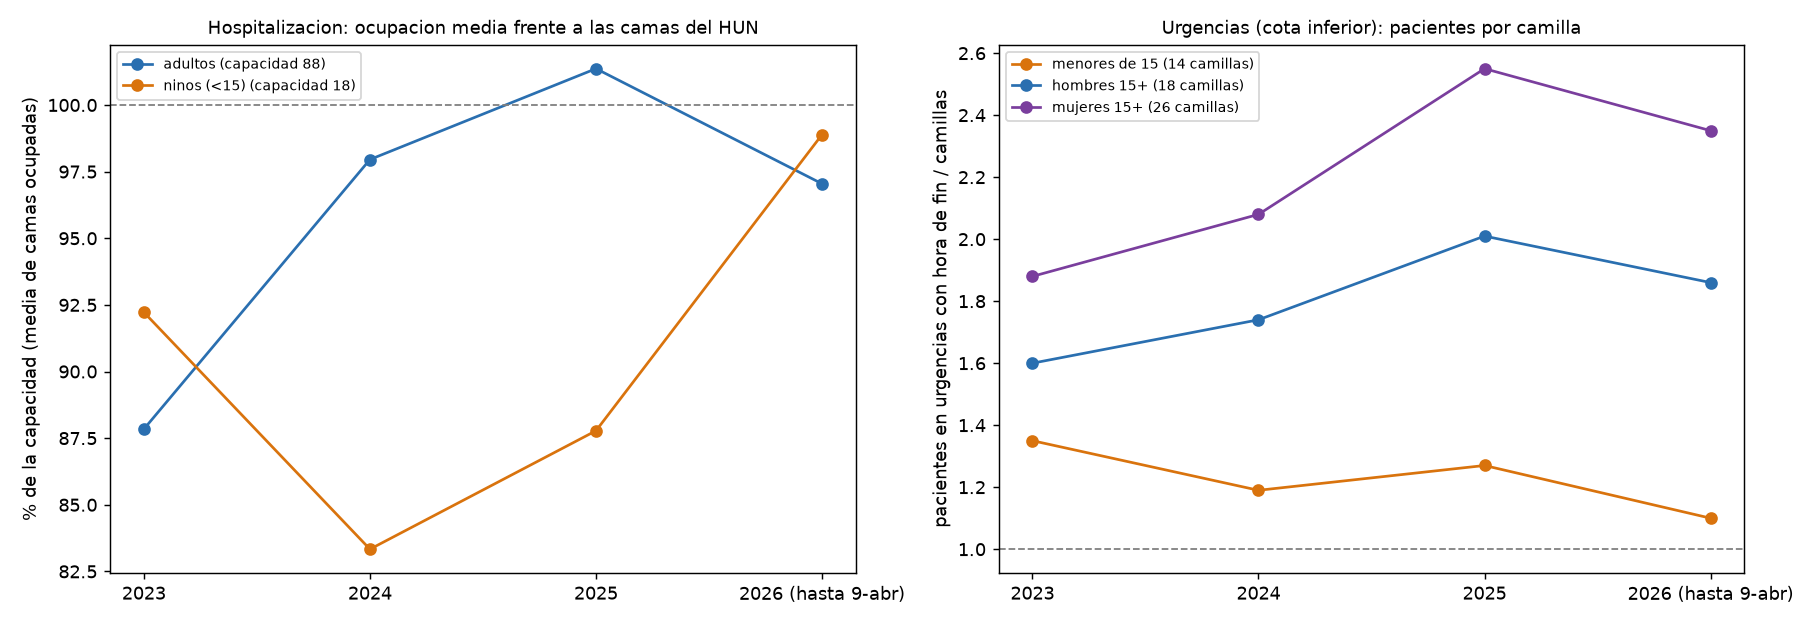 Hospitalizacion: ocupacion media frente a las camas del HUN
adultos (capacidad 88)
ninos (<15) (capacidad 18)
% de la capacidad (media de camas ocupadas)
100.0
97.5
95.0
92.5
90.0
87.5
85.0
82.5
2023
2024
2025
2026 (hasta 9-abr)
Urgencias (cota inferior): pacientes por camilla
menores de 15 (14 camillas)
hombres 15+ (18 camillas)
mujeres 15+ (26 camillas)
pacientes en urgencias con hora de fin / camillas
2.6
2.4
2.2
2.0
1.8
1.6
1.4
1.2
1.0
2023
2024
2025
2026 (hasta 9-abr)